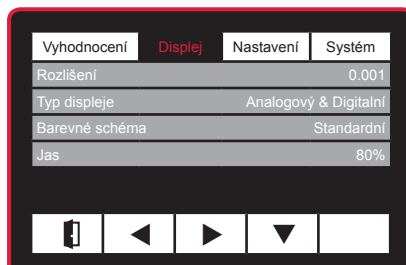 Vyhodnocení Displej Nastavení Systém
Rozlišení 0.001
Typ displeje Analogový & Digitalní
Barevné schéma Standardní
Jas 80%